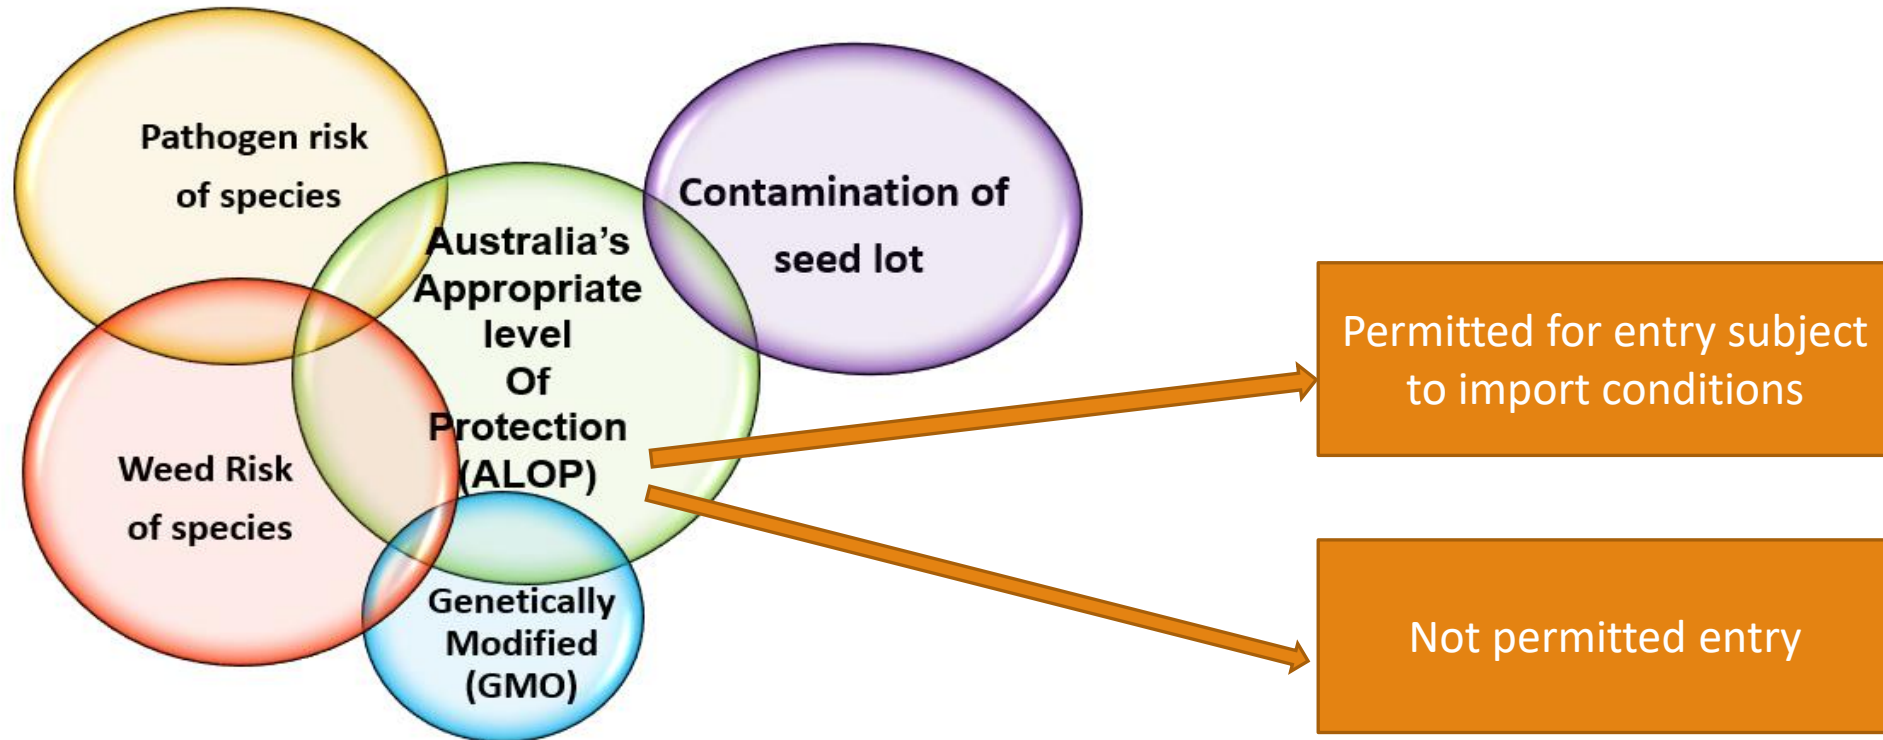 Pathogen risk
of species
Australia’s
Appropriate
level
Of
Protection
(ALOP)
Contamination of
seed lot
Weed Risk
of species
Genetically
Modified
(GMO)
Permitted for entry subject
to import conditions
Not permitted entry